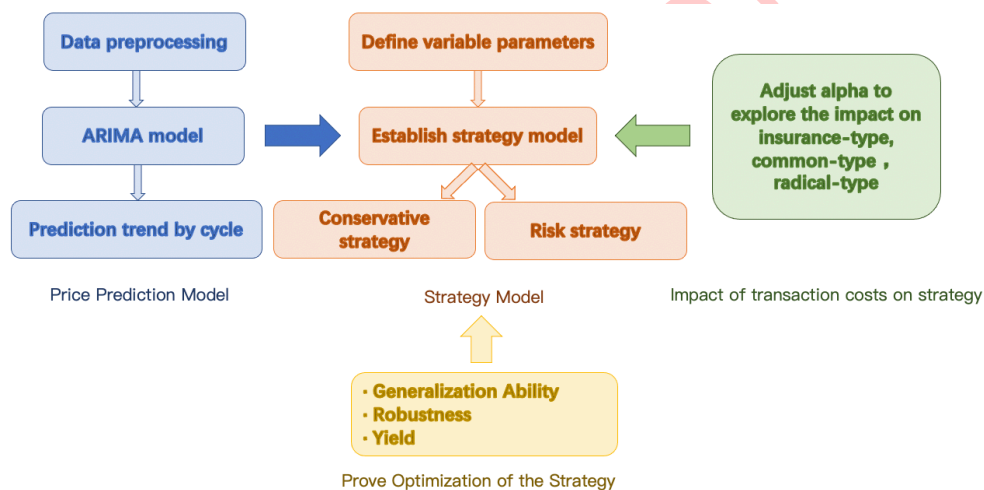 Data preprocessing
ARIMA model
Prediction trend by cycle
Price Prediction Model
Define variable parameters
Establish strategy model
Conservative
strategy
Risk strategy
Strategy Model
Adjust alpha to
explore the impact on
insurance-type,
common-type ，
radical-type
Impact of transaction costs on strategy
· Generalization Ability
· Robustness
· Yield
Prove Optimization of the Strategy